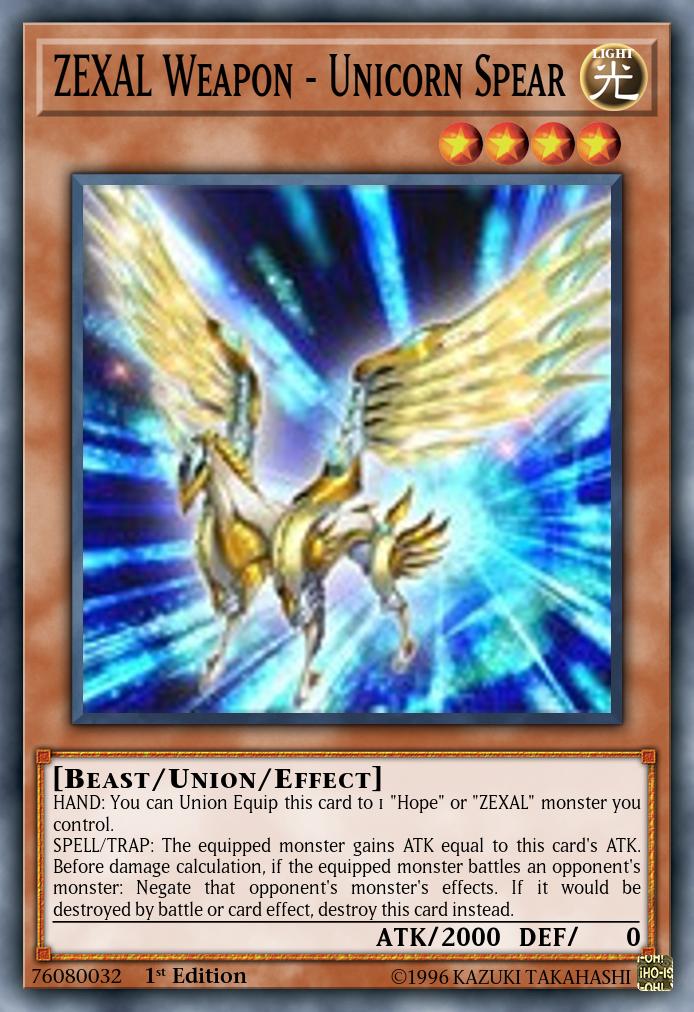 ZEXAL Weapon - Unicorn Spear
LIGHT
光
[Beast/Union/Effect]
HAND: You can Union Equip this card to 1 "Hope" or "ZEXAL" monster you
control.
SPELL/TRAP: The equipped monster gains ATK equal to this card's ATK.
Before damage calculation, if the equipped monster battles an opponent's
monster: Negate that opponent's monster's effects. If it would be
destroyed by battle or card effect, destroy this card instead.
ATK/2000 DEF/ 0
76080032 1st Edition ©1996 KAZUKI TAKAHASHI